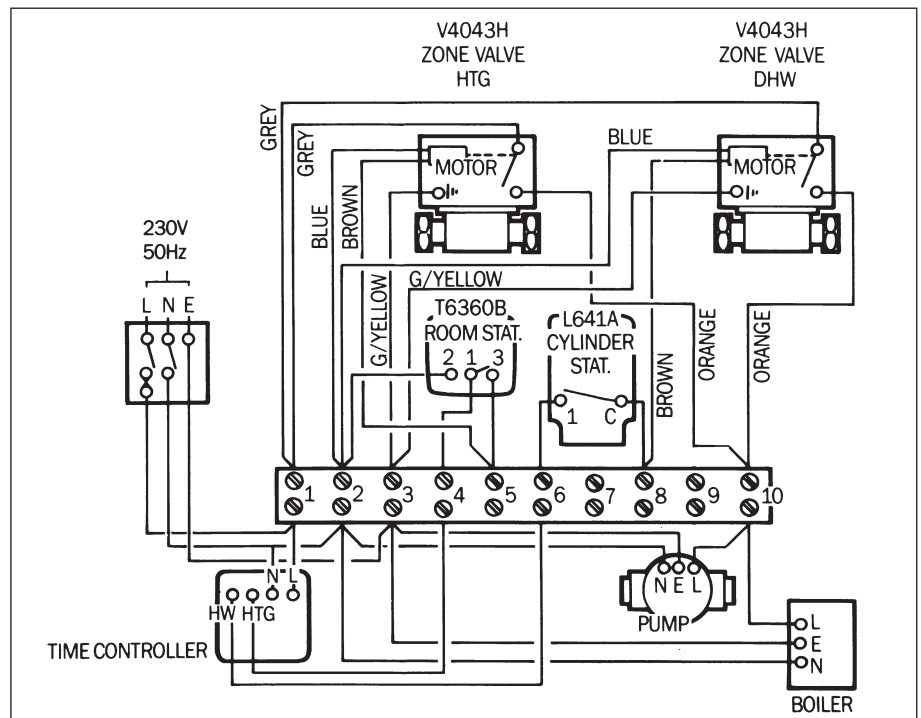 V4043H
ZONE VALVE
HTG
V4043H
ZONE VALVE
DHW
GREY
GREY
BLUE
BROWN
BLUE
MOTOR
MOTOR
230V
50Hz
L N E
G/YELLOW
G/YELLOW
T6360B
ROOM STAT.
2 1 3
L641A
CYLINDER
STAT.
1 C
BROWN
ORANGE
ORANGE
1 2 3 4 5 6 7 8 9 10
N L
HW HTG
TIME CONTROLLER
N E L
PUMP
L
E
N
BOILER